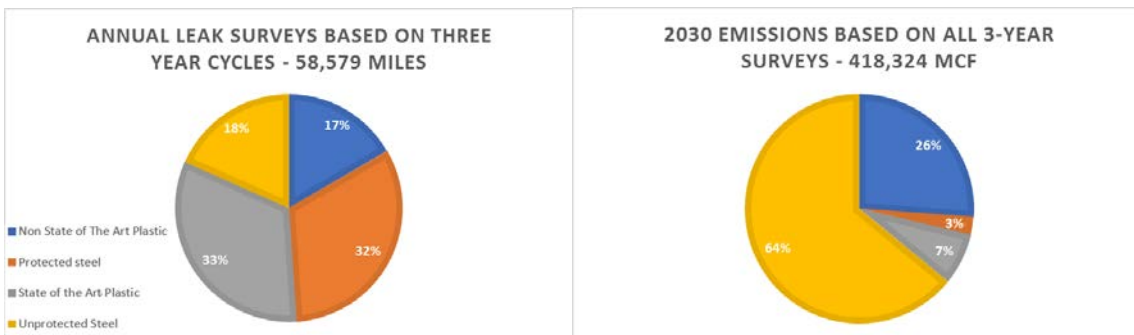 ANNUAL LEAK SURVEYS BASED ON THREE
YEAR CYCLES - 58,579 MILES
17%
32%
33%
18%
Non State of The Art Plastic
Protected steel
State of the Art Plastic
Unprotected Steel
2030 EMISSIONS BASED ON ALL 3-YEAR
SURVEYS - 418,324 MCF
26%
3%
7%
64%